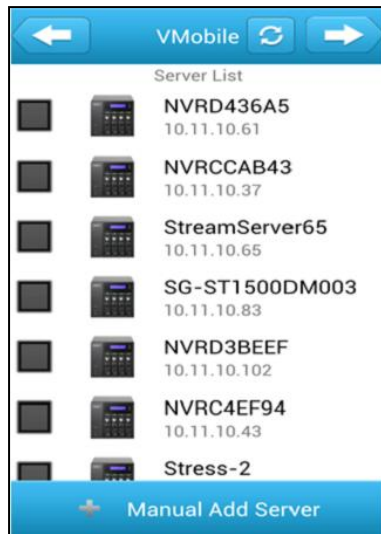 VMobile
Server List
NVRD436A5
10.11.10.61
NVRCCAB43
10.11.10.37
StreamServer65
10.11.10.65
SG-ST1500DM003
10.11.10.83
NVRD3BEEF
10.11.10.102
NVRC4EF94
10.11.10.43
Stress-2
Manual Add Server